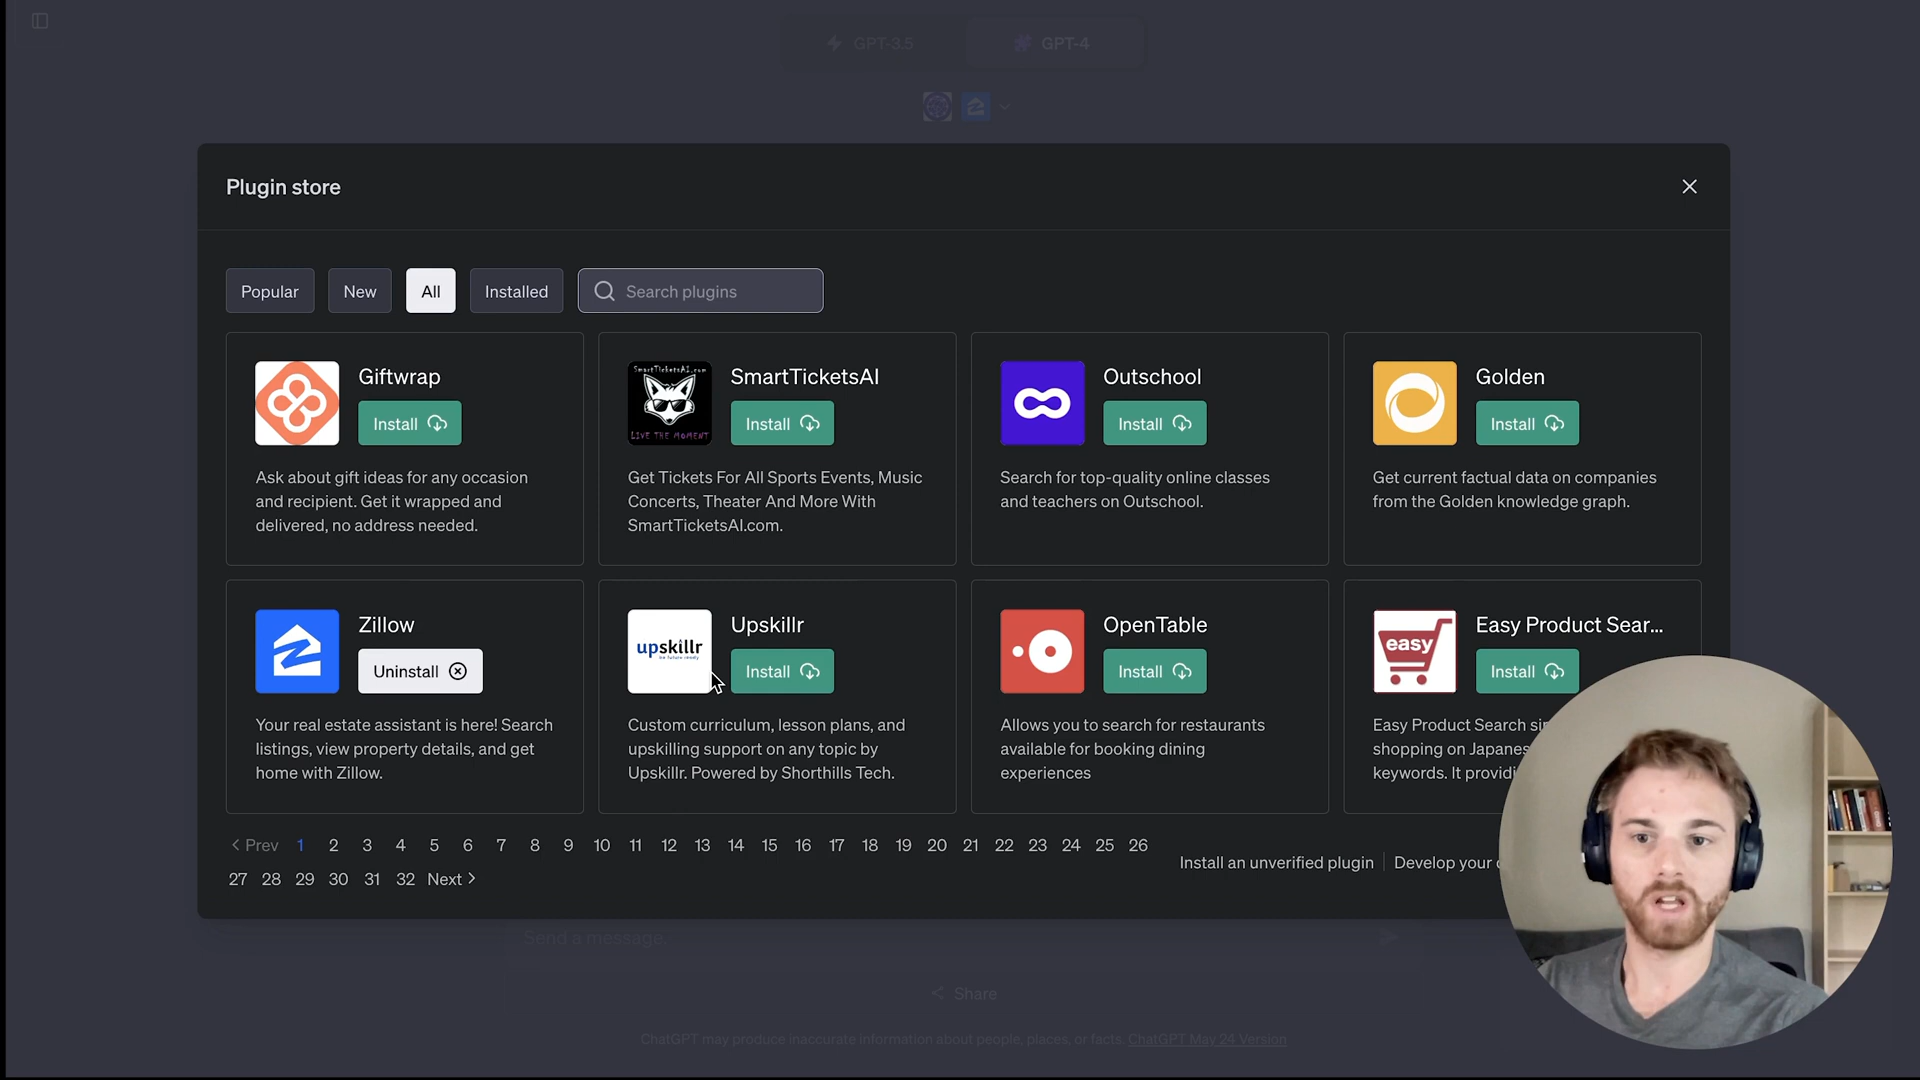 GPT-3.5
GPT-4
Plugin store
Popular
New
All
Installed
Search plugins
SmartTicketsAI.com
LIVE THE MOMENT
Giftwrap
Install
Ask about gift ideas for any occasion
and recipient. Get it wrapped and
delivered, no address needed.
SmartTicketsAI
Install
Get Tickets For All Sports Events, Music
Concerts, Theater And More With
SmartTicketsAI.com.
Outschool
Install
Search for top-quality online classes
and teachers on Outschool.
Golden
Install
Get current factual data on companies
from the Golden knowledge graph.
Zillow
Uninstall
Your real estate assistant is here! Search
listings, view property details, and get
home with Zillow.
upskillr
be future ready
Upskillr
Install
Custom curriculum, lesson plans, and
upskilling support on any topic by
Upskillr. Powered by Shorthills Tech.
OpenTable
Install
Allows you to search for restaurants
available for booking dining
experiences
easy
Easy Product Sear...
Install
Easy Product Search
shopping on
keywords. It
Prev 1 2 3 4 5 6 7 8 9 10 11 12 13 14 15 16 17 18 19 20 21 22 23 24 25 26
27 28 29 30 31 32 Next
Install an unverified plugin
Develop your
Send a message.
Share
ChatGPT may produce inaccurate information about people, places, or facts. ChatGPT May 24 Version